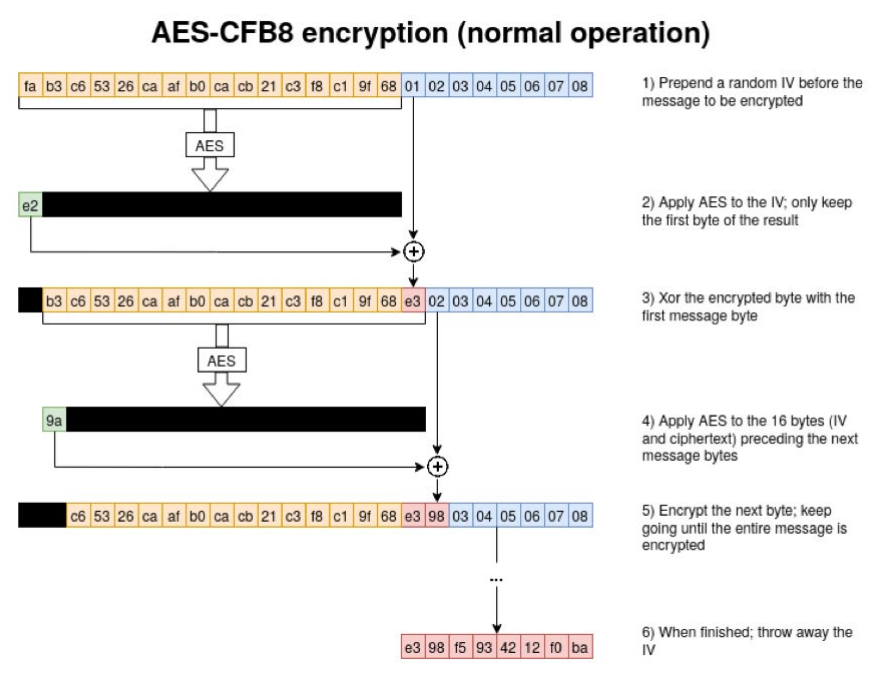 AES-CFB8 encryption (normal operation)
fa b3 c6 53 26 ca af b0 ca cb 21 c3 f8 c1 9f 68 01 02 03 04 05 06 07 08
1) Prepend a random IV before the
message to be encrypted
AES
e2
2) Apply AES to the IV; only keep
the first byte of the result
+
b3 c6 53 26 ca af b0 ca cb 21 c3 f8 c1 9f 68 e3 02 03 04 05 06 07 08
3) Xor the encrypted byte with the
first message byte
AES
9a
4) Apply AES to the 16 bytes (IV
and ciphertext) preceding the next
message bytes
+
c6 53 26 ca af b0 ca cb 21 c3 f8 c1 9f 68 e3 98 03 04 05 06 07 08
5) Encrypt the next byte; keep
going until the entire message is
encrypted
...
e3 98 f5 93 42 12 f0 ba
6) When finished; throw away the
IV